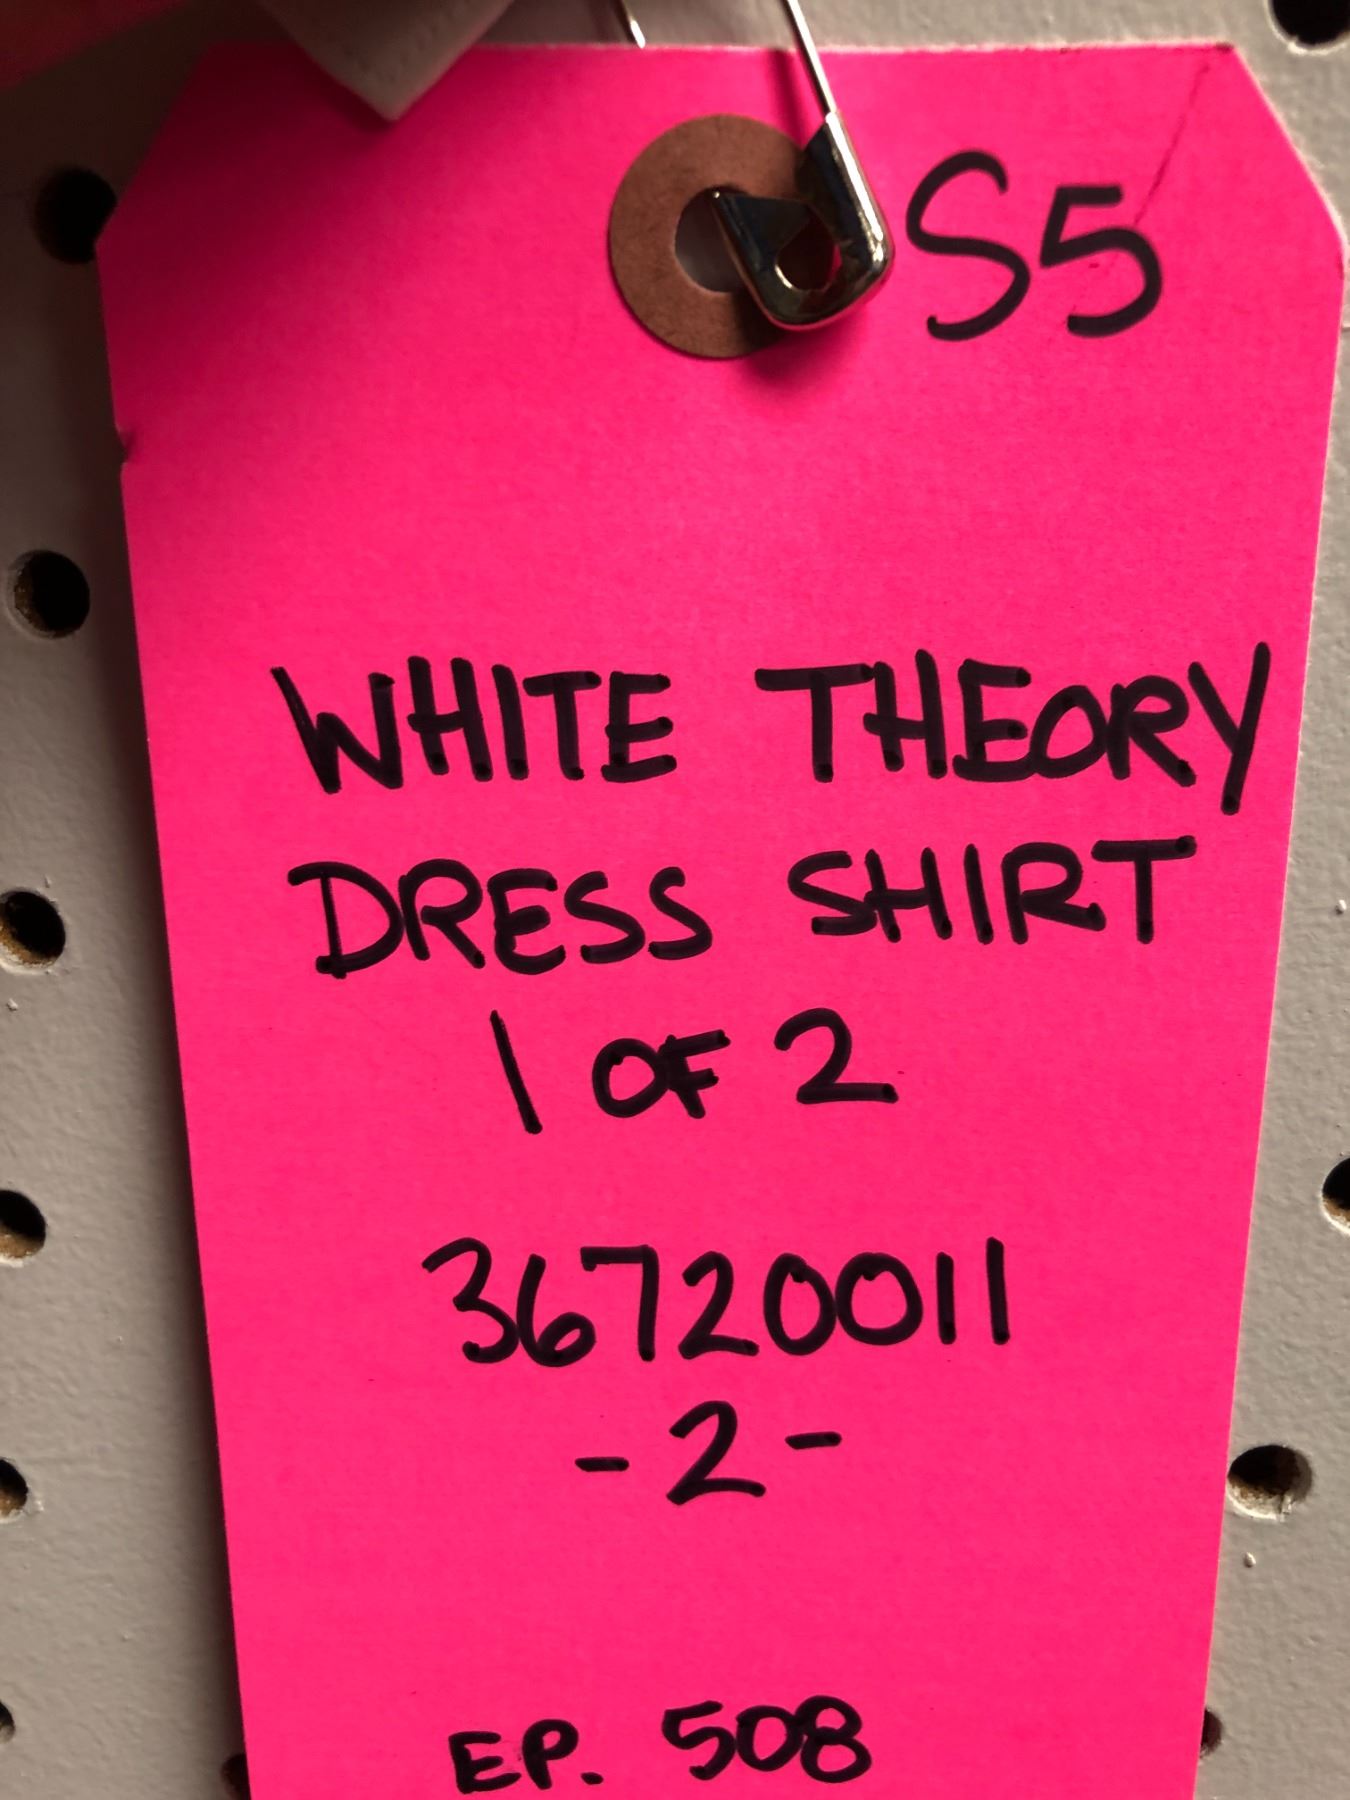 S5
WHITE THEORY
DRESS SHIRT
1 OF 2
36720011
- 2 -
EP. 508